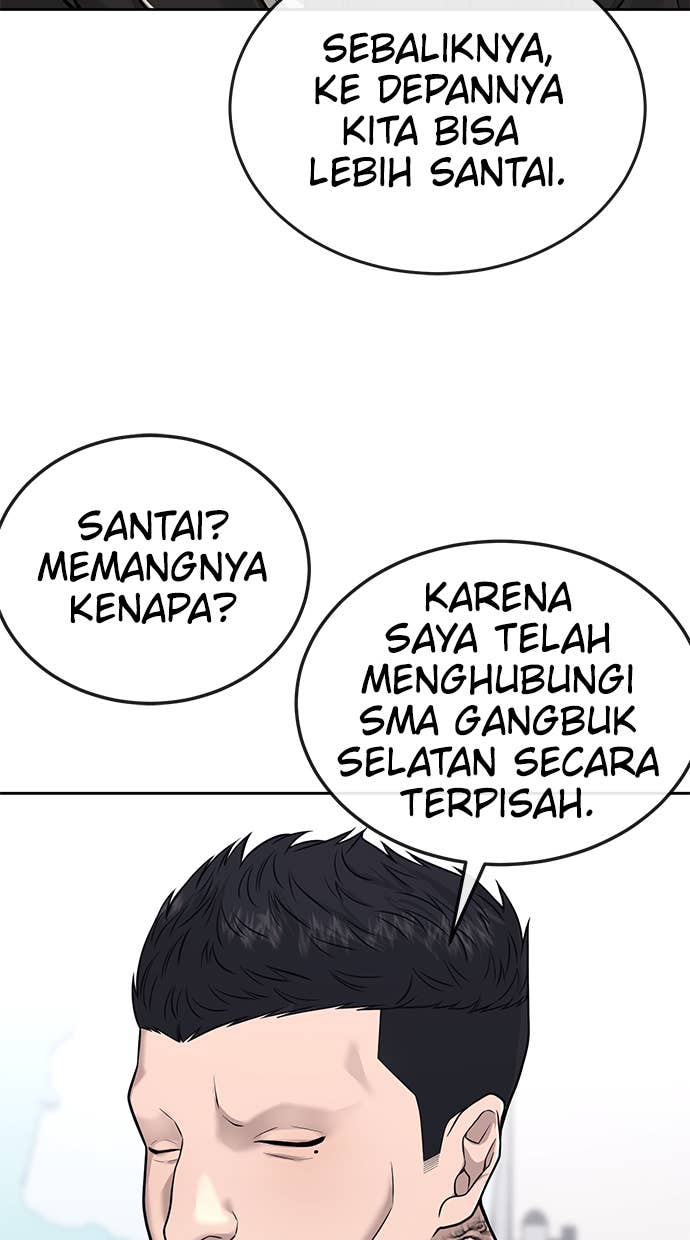 SEBALIKNYA,
KE DEPANNYA
KITA BISA
LEBIH SANTAI.
SANTAI?
MEMANGNYA
KENAPA?
KARENA
SAYA TELAH
MENGHUBUNGI
SMA GANGBUK
SELATAN SECARA
TERPISAH.